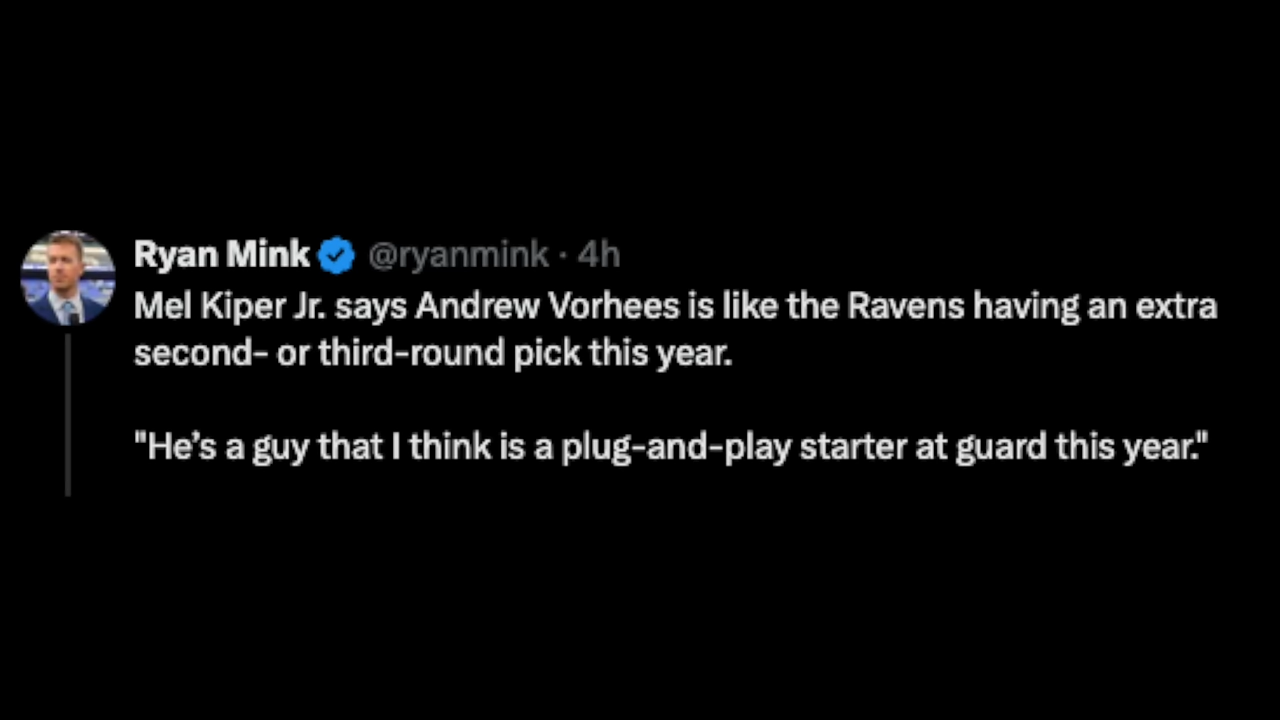 Ryan Mink @ryanmink · 4h
Mel Kiper Jr. says Andrew Vorhees is like the Ravens having an extra
second- or third-round pick this year.
"He’s a guy that I think is a plug-and-play starter at guard this year."